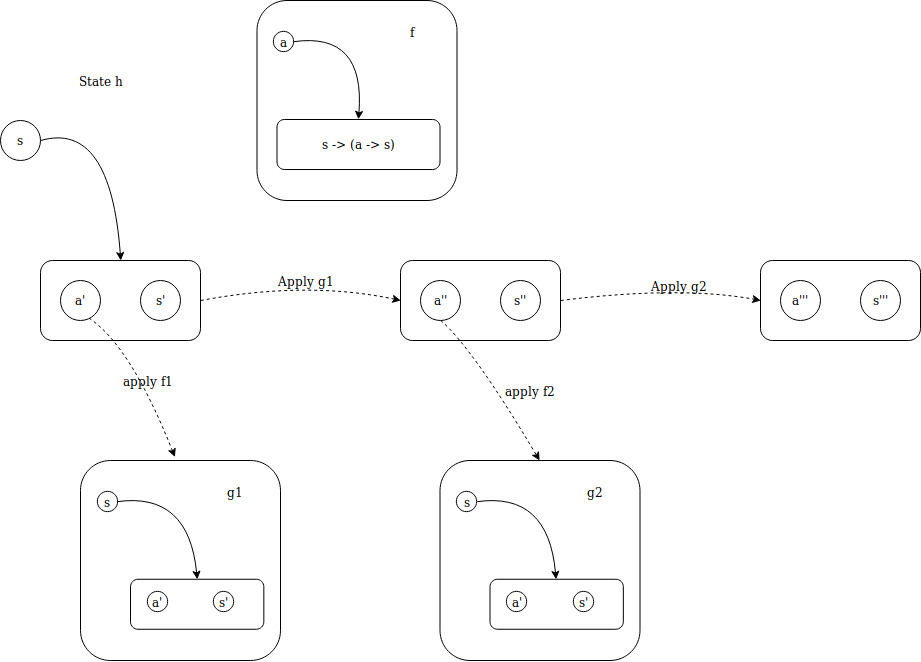 f
a
State h
s -> (a -> s)
s
Apply g1
Apply g2
a'
s'
a''
s''
a'''
s'''
apply f1
apply f2
g1
g2
s
s
a'
s'
a'
s'